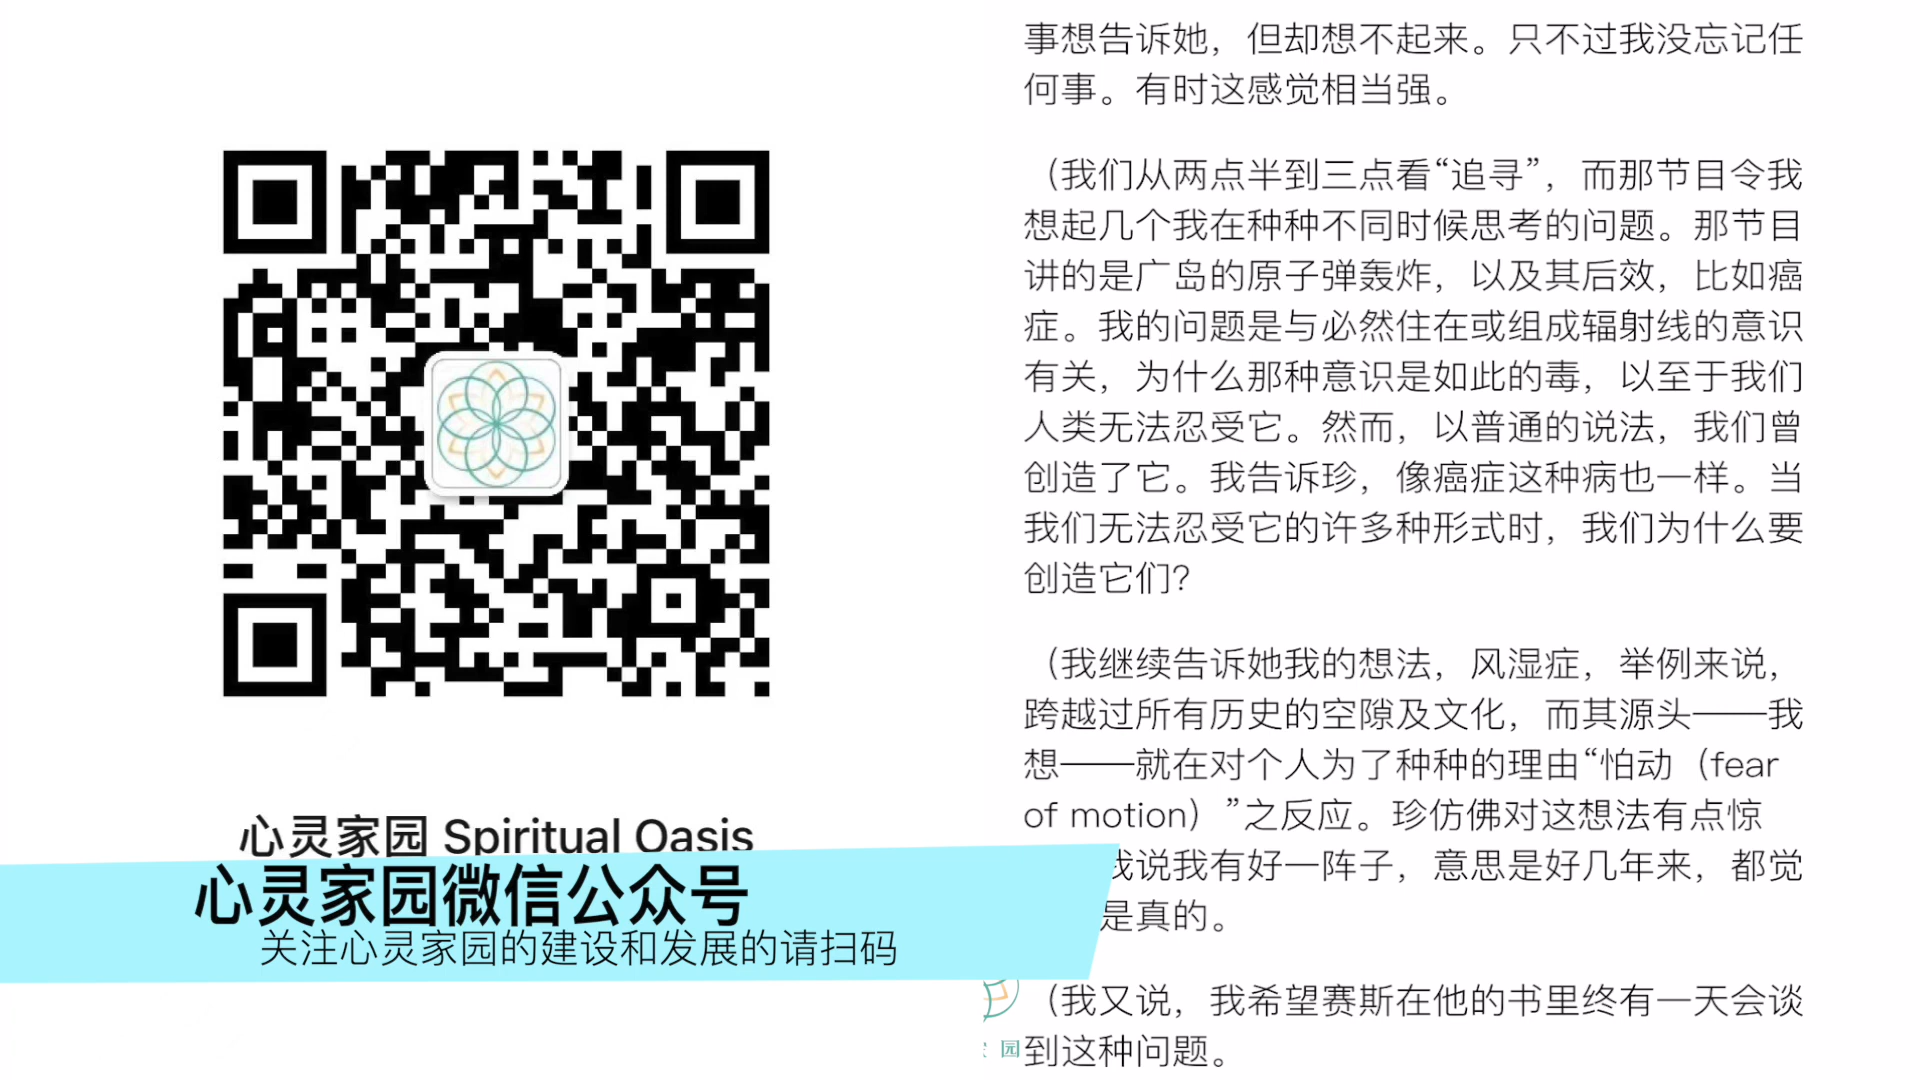 心灵家园 Spiritual Oasis
心灵家园微信公众号
关注心灵家园的建设和发展的请扫码
事想告诉她，但却想不起来。只不过我没忘记任
何事。有时这感觉相当强。
（我们从两点半到三点看“追寻”，而那节目令我
想起几个我在种种不同时候思考的问题。那节目
讲的是广岛的原子弹轰炸，以及其后效，比如癌
症。我的问题是与必然住在或组成辐射线的意识
有关，为什么那种意识是如此的毒，以至于我们
人类无法忍受它。然而，以普通的说法，我们曾
创造了它。我告诉珍，像癌症这种病也一样。当
我们无法忍受它的许多种形式时，我们为什么要
创造它们？
（我继续告诉她我的想法，风湿症，举例来说，
跨越过所有历史的空隙及文化，而其源头——我
想——就在对个人为了种种的理由“怕动（fear
of motion）”之反应。珍仿佛对这想法有点惊
我说我有好一阵子，意思是好几年来，都觉
是真的。
（我又说，我希望赛斯在他的书里终有一天会谈
园
到这种问题。